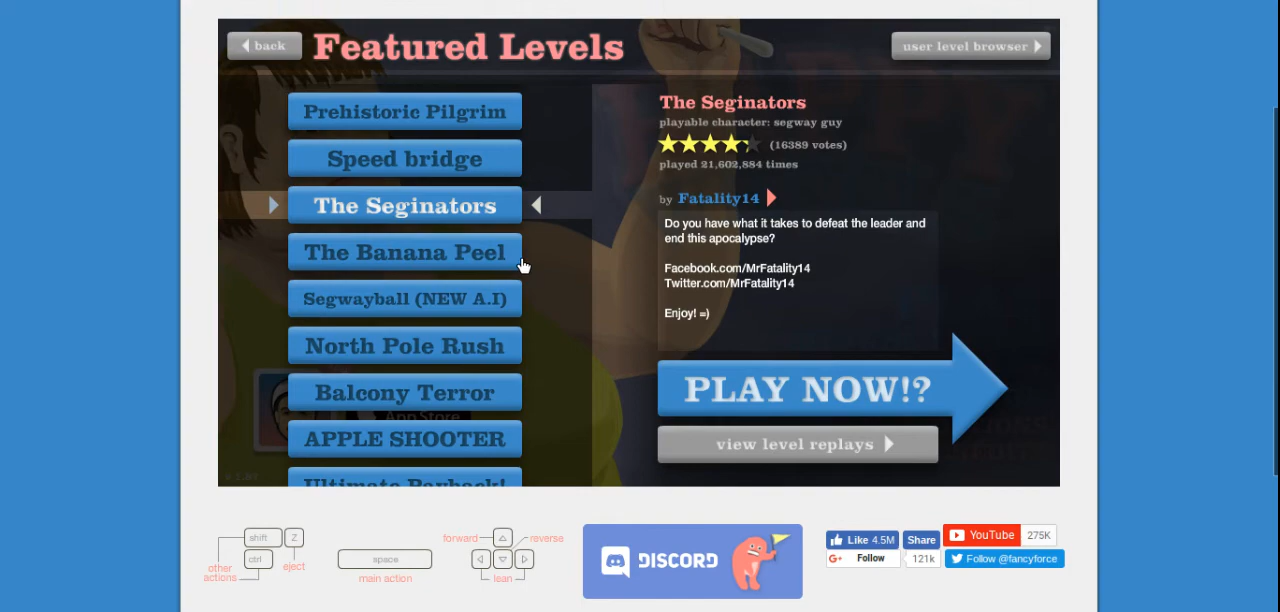 back
Featured Levels
user level browser
Prehistoric Pilgrim
Speed bridge
The Seginators
The Banana Peel
Segwayball (NEW A.I)
North Pole Rush
Balcony Terror
APPLE SHOOTER
Ultimate Payback!
App Store
The Seginators
playable character: segway guy
(16389 votes)
played 21,602,884 times
by Fatality14
Do you have what it takes to defeat the leader and
end this apocalypse?
Facebook.com/MrFatality14
Twitter.com/MrFatality14
Enjoy! =)
PLAY NOW!?
view level replays
shift
Z
ctrl
other
actions
eject
space
main action
forward
reverse
lean
DISCORD
Like 4.5M
Share
YouTube
275K
G+ Follow
121k
Follow @fancyforce